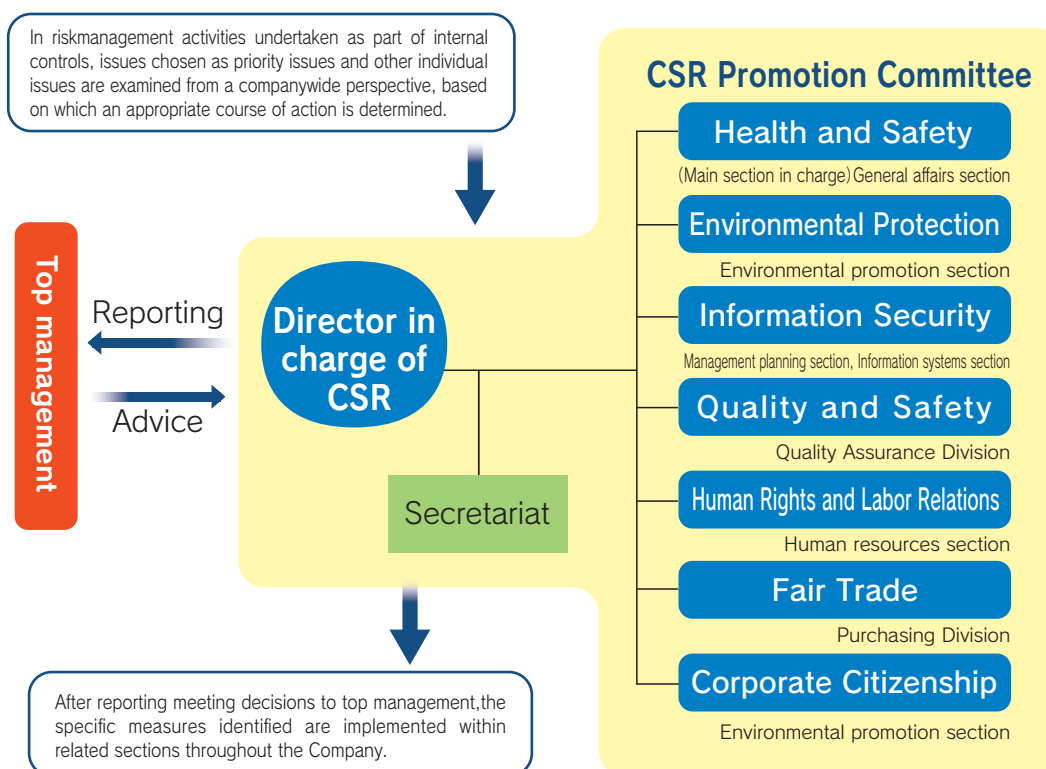 In riskmanagement activities undertaken as part of internal
controls, issues chosen as priority issues and other individual
issues are examined from a companywide perspective, based
on which an appropriate course of action is determined.
Top management
Reporting
Advice
Director in
charge of
CSR
Secretariat
CSR Promotion Committee
Health and Safety
(Main section in charge) General affairs section
Environmental Protection
Environmental promotion section
Information Security
Management planning section, Information systems section
Quality and Safety
Quality Assurance Division
Human Rights and Labor Relations
Human resources section
Fair Trade
Purchasing Division
Corporate Citizenship
Environmental promotion section
After reporting meeting decisions to top management,the
specific measures identified are implemented within
related sections throughout the Company.